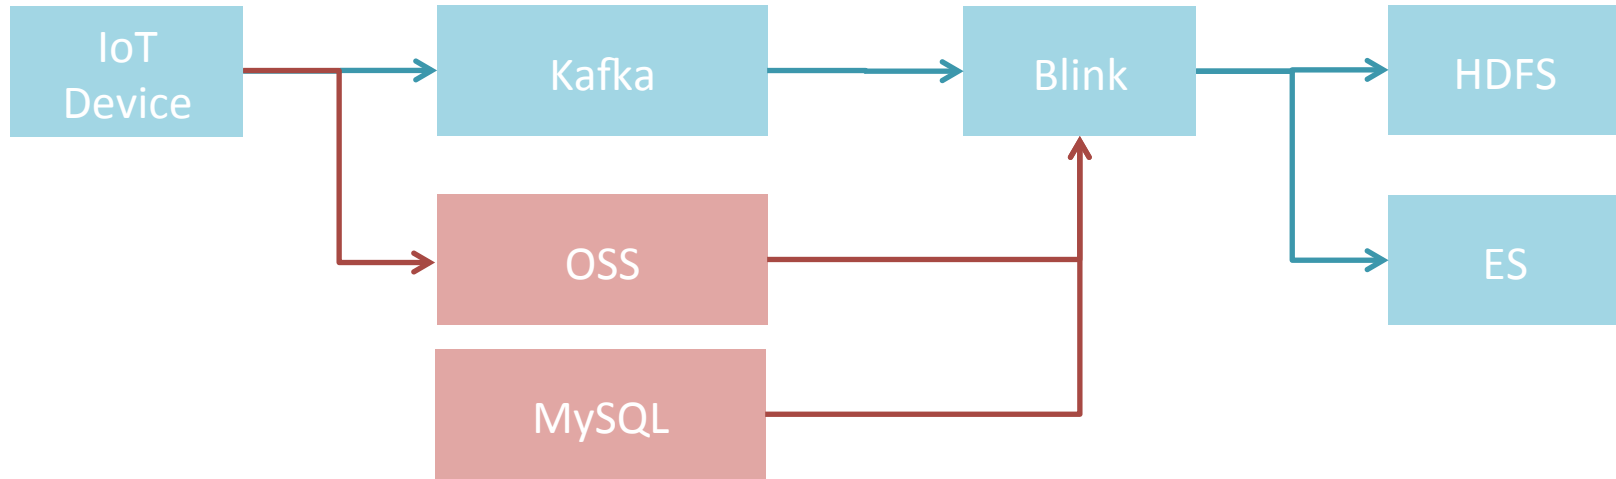 IoT
Device
Kafka
Blink
HDFS
OSS
ES
MySQL